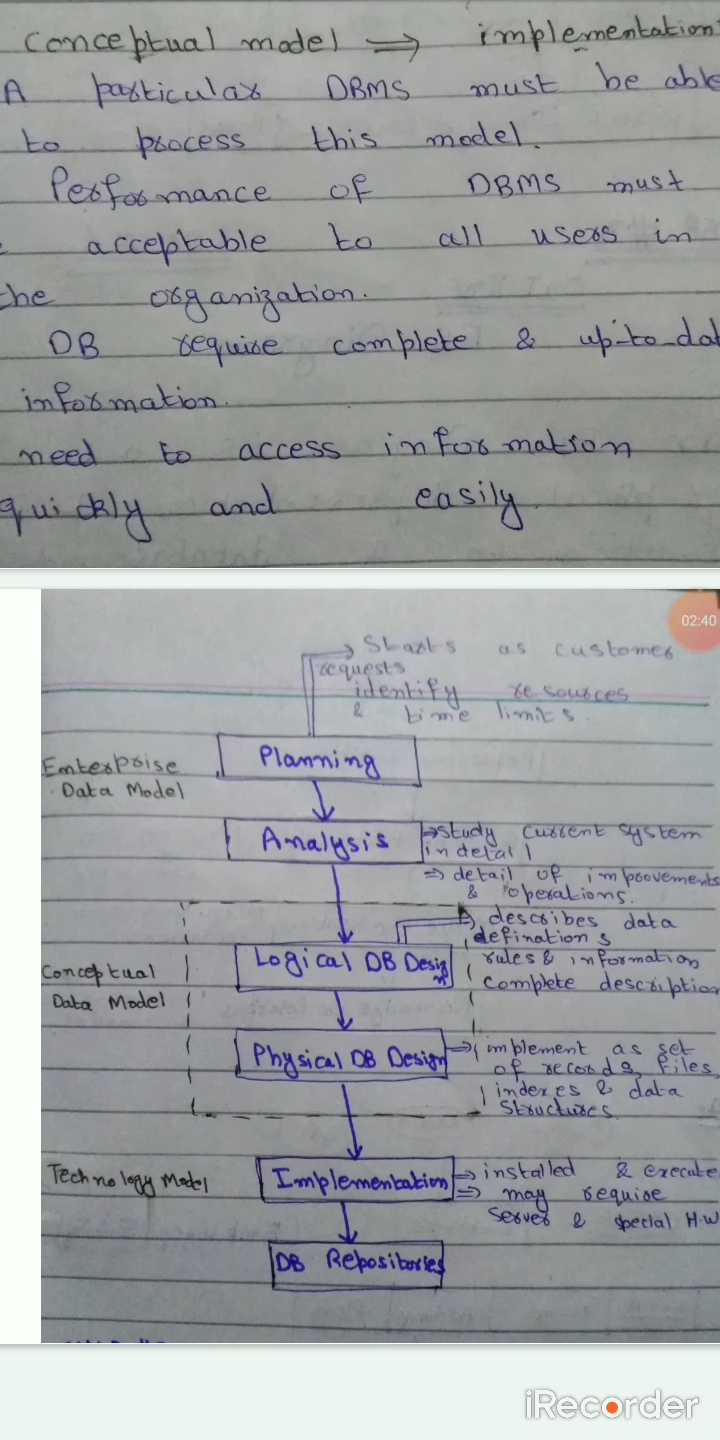 conceptual model ⇒ implementation
A particular DBMS must be able
to process this model.
Performance of DBMS must
acceptable to all users in
the organization.
DB require complete & up-to-dat
information.
need to access information
quickly and easily
02:40
→ Starts as customer
requests
identify resources
& time limits.
Planning
Enterprise
Data Model
Analysis
⇒ study current system
in detail
⇒ detail of improvements
& operations.
describes data
definations
rules & information
complete description
Logical DB Design
Conceptual
Data Model
Physical DB Design
implement as set
of records, files
indexes & data
structures.
Technology Model
Implementation
⇒ installed & execute
⇒ may require
server & special H.W
DB Repositories
iRecorder